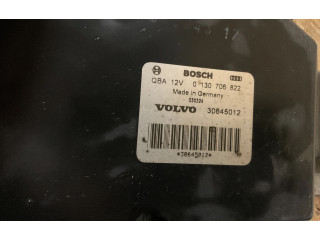 BOSCH
QBA 12V 0 130 706 822
Made in Germany
VOLVO 30645012
*30645012*